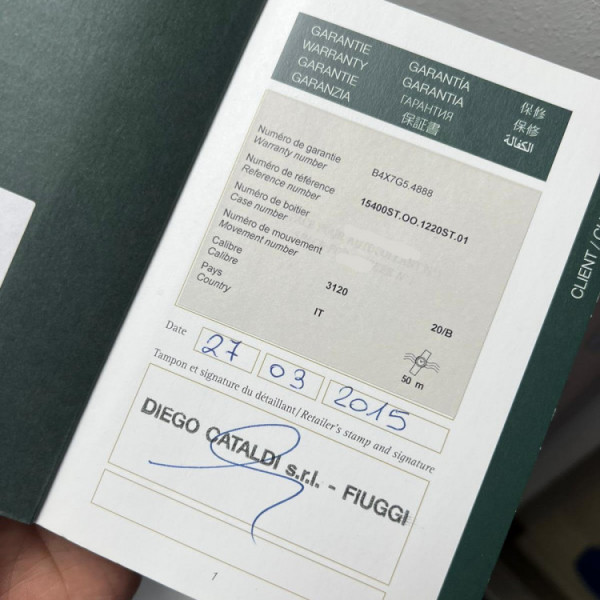 GARANTIE
WARRANTY
GARANTIE
GARANZIA
GARANTÍA
GARANTIA
ГАРАНТИЯ
保証書
保修
保修
الكفالة
Numéro de garantie
Warranty number
B4X7G5.4888
Numéro de référence
Reference number
15400ST.OO.1220ST.01
Numéro de boitier
Case number
Numéro de mouvement
Movement number
Calibre
Calibre
3120
20/B
Pays
Country
IT
50 m
Date
27 03 2015
Tampon et signature du détaillant/Retailer's stamp and signature
DIEGO CATALDI s.r.l. - FIUGGI
1
CLIENT /